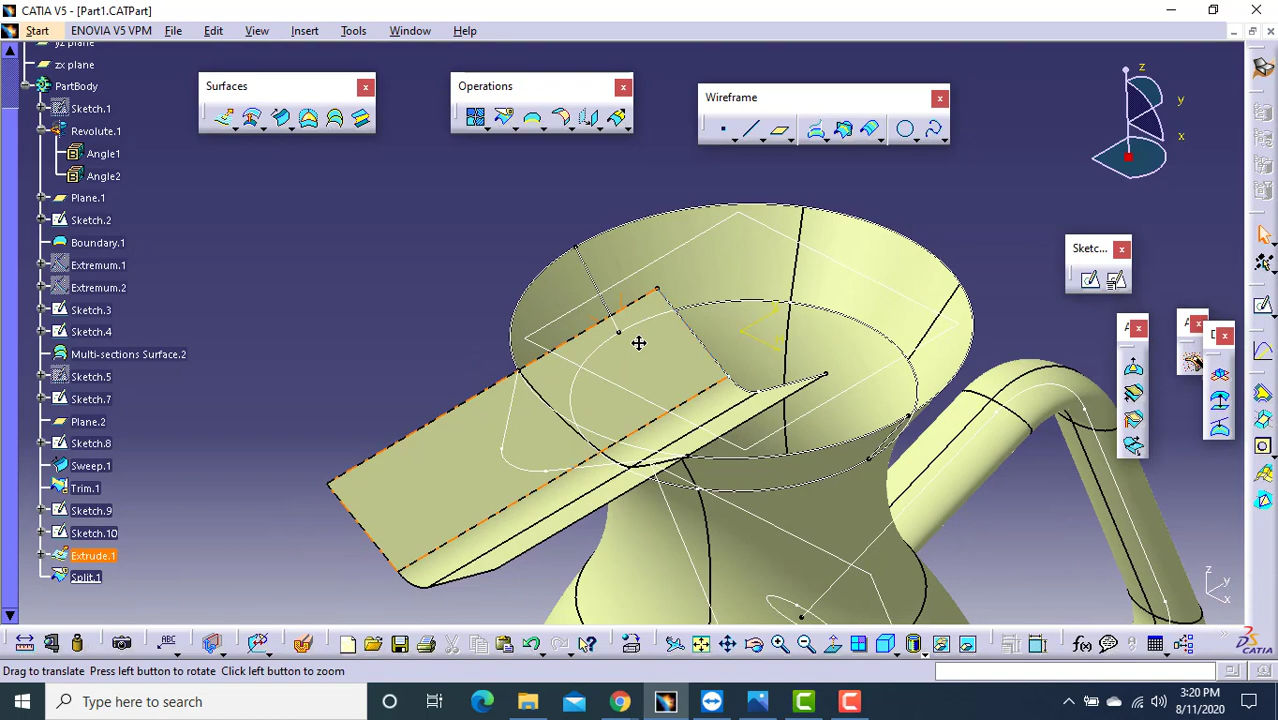 CATIA V5 - [Part1.CATPart]
Start ENOVIA V5 VPM File Edit View Insert Tools Window Help
yz plane
zx plane
PartBody
Sketch.1
Revolute.1
Angle1
Angle2
Plane.1
Sketch.2
Boundary.1
Extremum.1
Extremum.2
Sketch.3
Sketch.4
Multi-sections Surface.2
Sketch.5
Sketch.7
Plane.2
Sketch.8
Sweep.1
Trim.1
Sketch.9
Sketch.10
Extrude.1
Split.1
Surfaces
Operations
Wireframe
z
y
x
Sketc...
A
A
D
z
y
x
ABC
f(x)
Drag to translate Press left button to rotate Click left button to zoom
CATIA
Type here to search
3:20 PM
8/11/2020